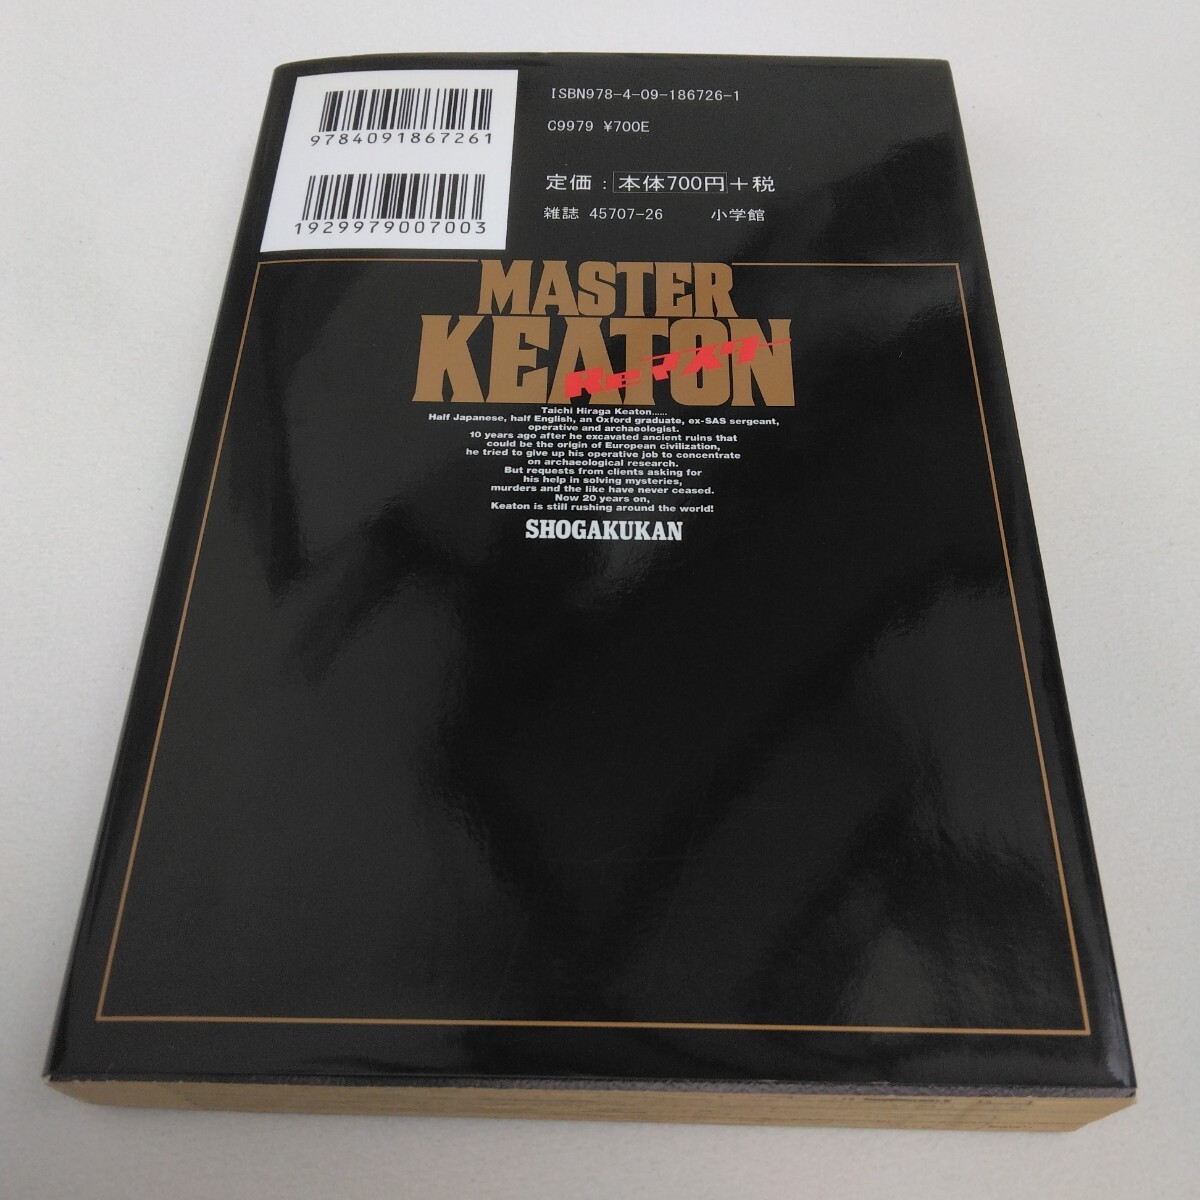 9784091867261
1929979007003
ISBN978-4-09-186726-1
C9979 ¥700E
定価:本体700円+税
雑誌 45707-26 小学館
MASTER
KEATON
Reマスター
Taichi Hiraga Keaton......
Half Japanese, half English, an Oxford graduate, ex-SAS sergeant,
operative and archaeologist.
10 years ago after he excavated ancient ruins that
could be the origin of European civilization,
he tried to give up his operative job to concentrate
on archaeological research.
But requests from clients asking for
his help in solving mysteries,
murders and the like have never ceased.
Now 20 years on,
Keaton is still rushing around the world!
SHOGAKUKAN